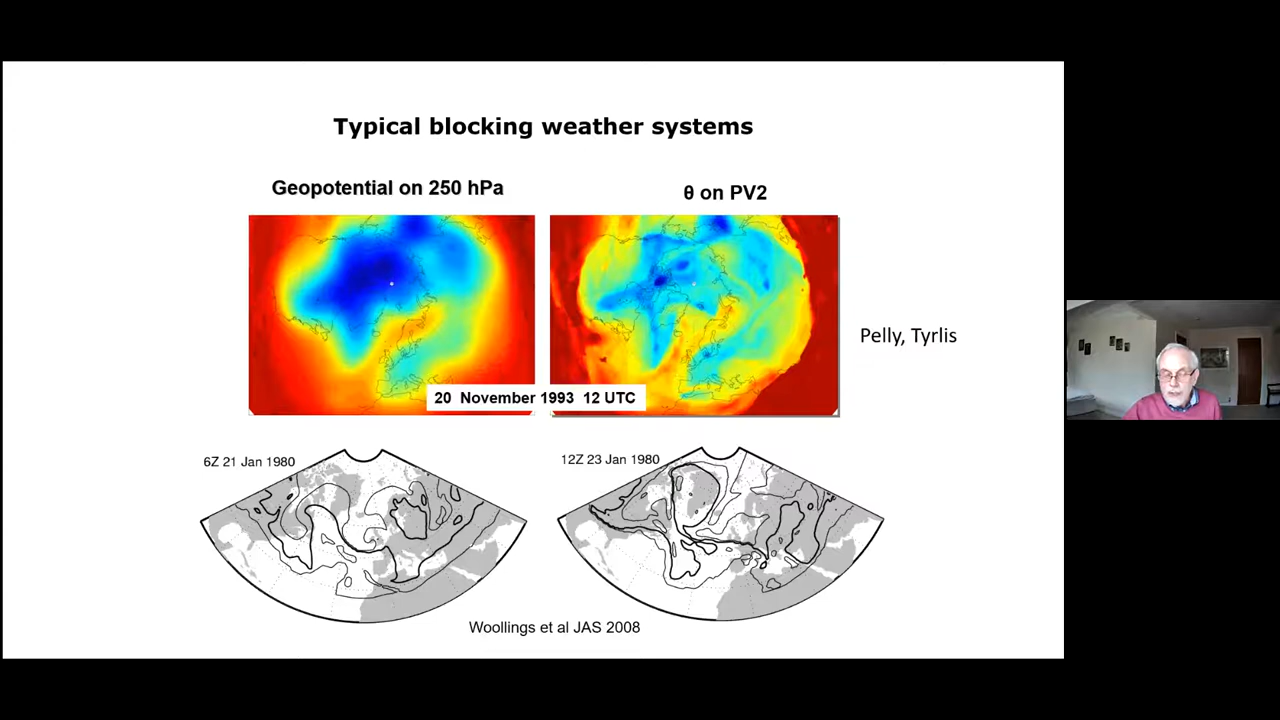 Typical blocking weather systems
Geopotential on 250 hPa
θ on PV2
Pelly, Tyrlis
20 November 1993 12 UTC
6Z 21 Jan 1980
12Z 23 Jan 1980
Woollings et al JAS 2008